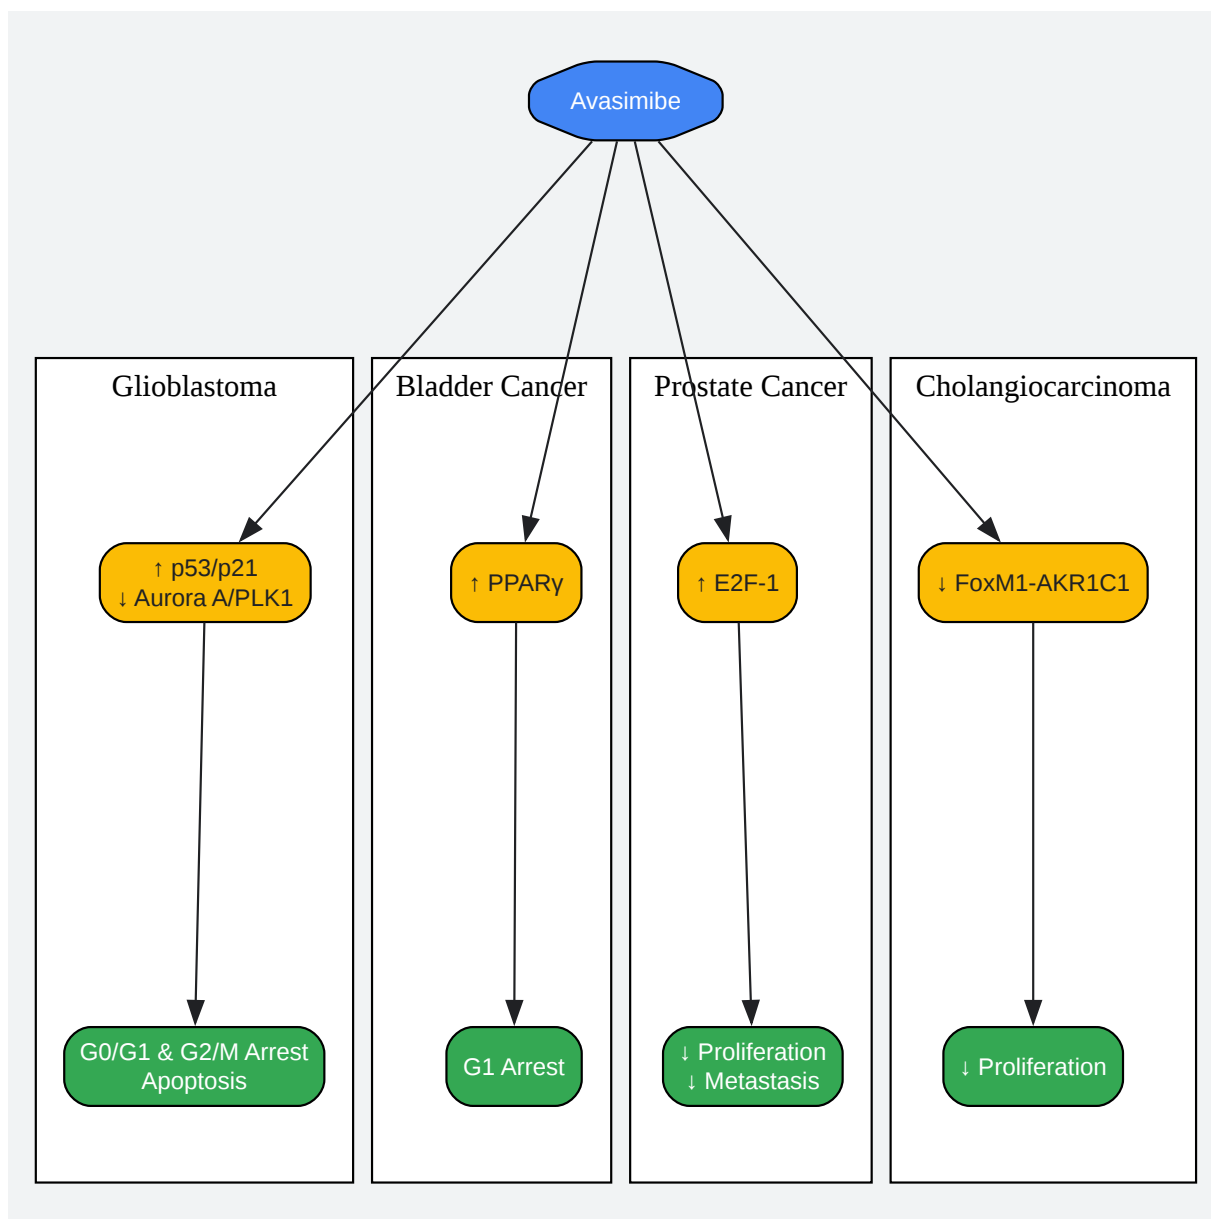 Avasimibe
Glioblastoma
Bladder Cancer
Prostate Cancer
Cholangiocarcinoma
↑ p53/p21
↓ Aurora A/PLK1
↑ PPARγ
↑ E2F-1
↓ FoxM1-AKR1C1
G0/G1 & G2/M Arrest
Apoptosis
G1 Arrest
↓ Proliferation
↓ Metastasis
↓ Proliferation